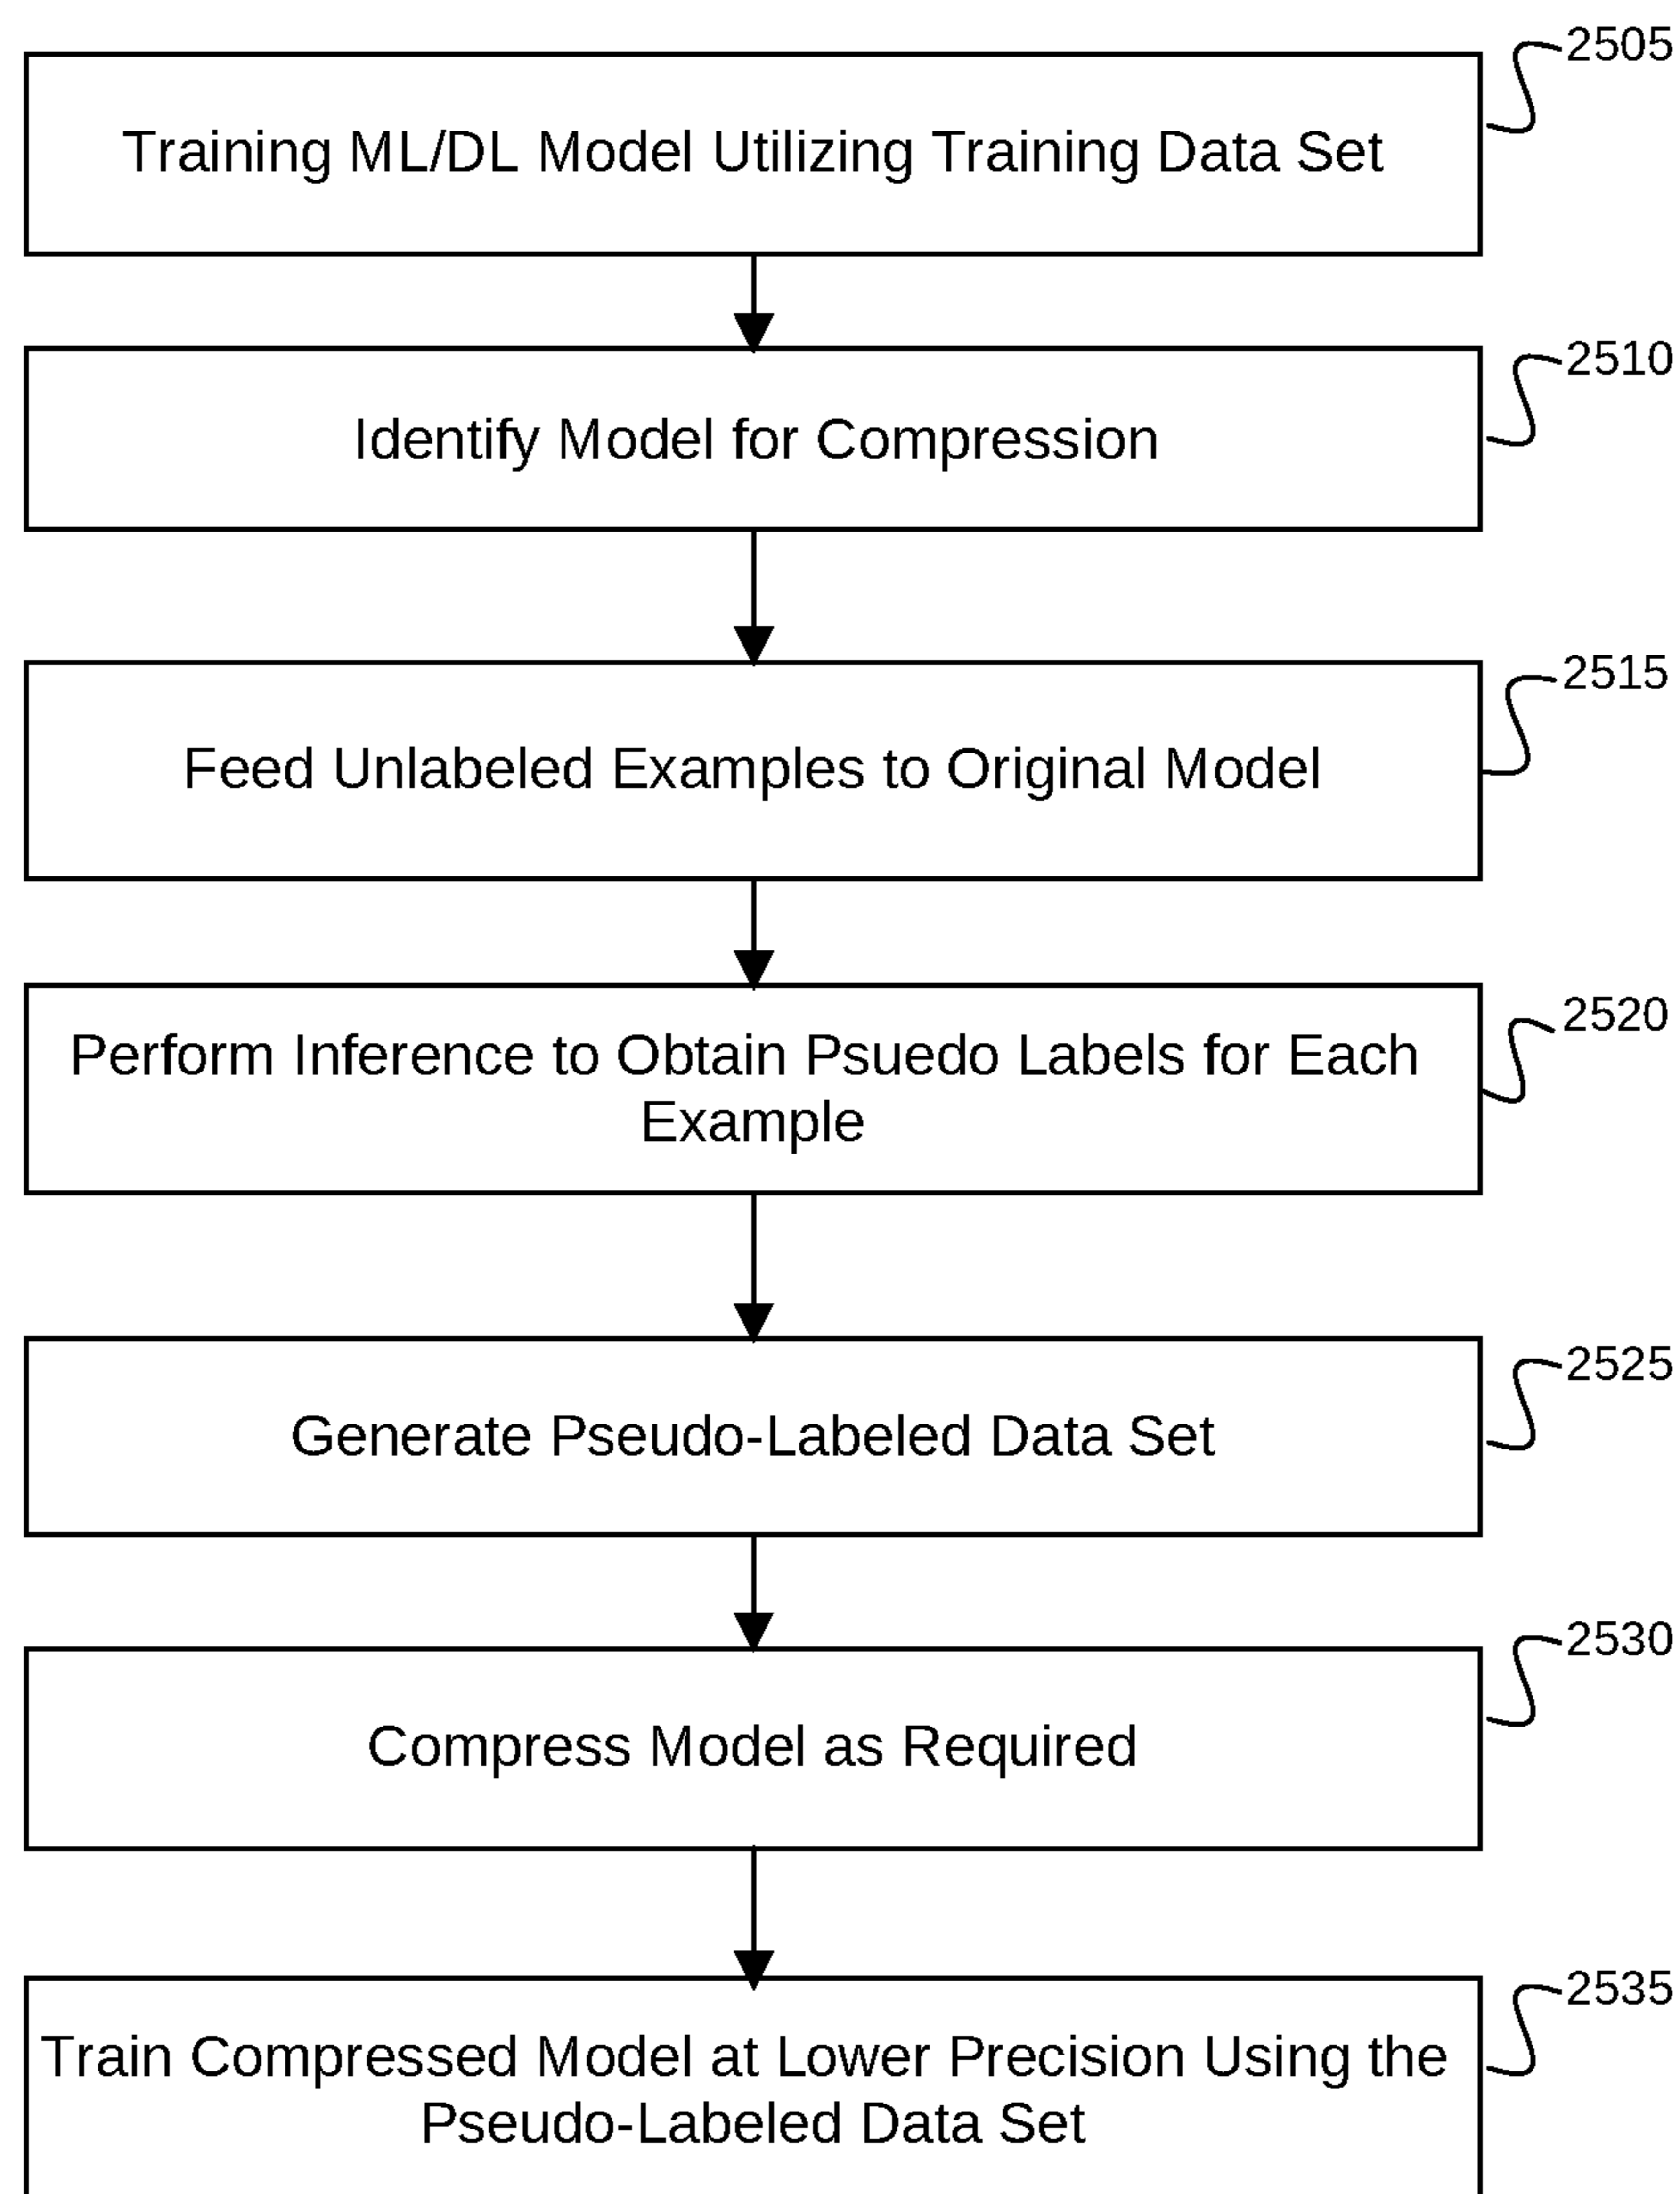 2505
Training ML/DL Model Utilizing Training Data Set
2510
Identify Model for Compression
2515
Feed Unlabeled Examples to Original Model
2520
Perform Inference to Obtain Psuedo Labels for Each
Example
2525
Generate Pseudo-Labeled Data Set
2530
Compress Model as Required
2535
Train Compressed Model at Lower Precision Using the
Pseudo-Labeled Data Set